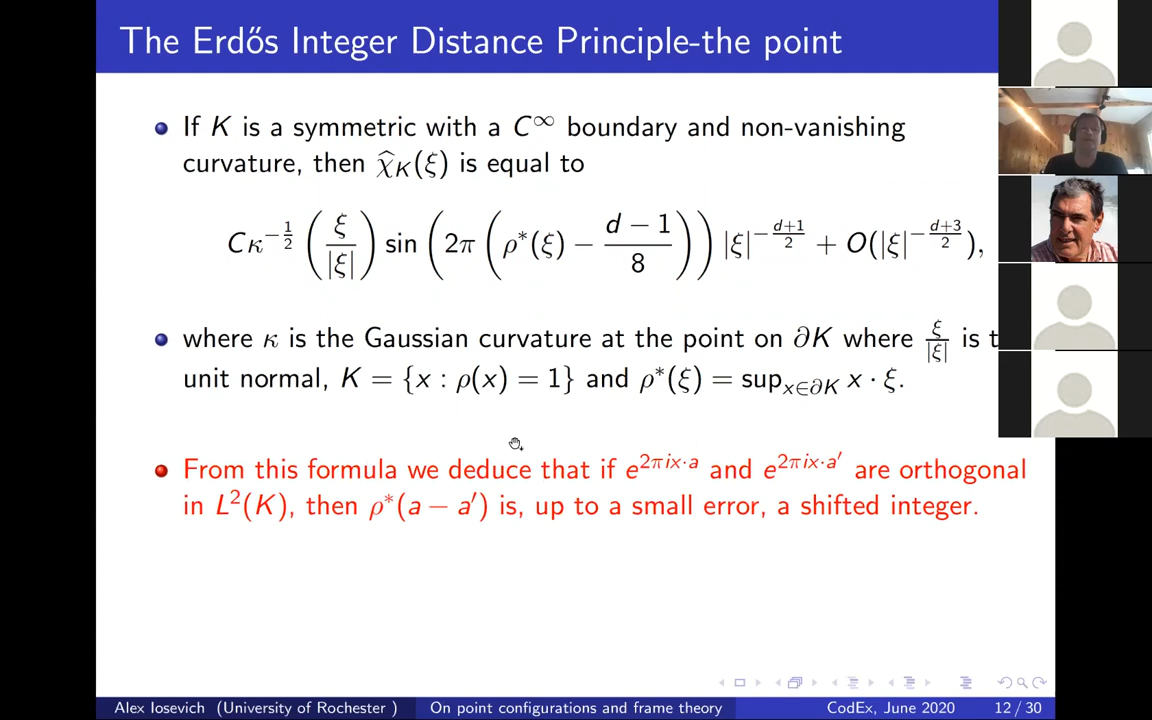 The Erdős Integer Distance Principle-the point
If K is a symmetric with a C^∞ boundary and non-vanishing
curvature, then χ̂_K(ξ) is equal to
Cκ^{-1/2} (ξ/|ξ|) sin (2π (ρ*(ξ) − (d − 1)/8)) |ξ|^{-(d+1)/2} + O(|ξ|^{-(d+3)/2}),
where κ is the Gaussian curvature at the point on ∂K where ξ/|ξ| is t
unit normal, K = {x : ρ(x) = 1} and ρ*(ξ) = sup_{x∈∂K} x · ξ.
From this formula we deduce that if e^{2πix·a} and e^{2πix·a′} are orthogonal
in L²(K), then ρ*(a − a′) is, up to a small error, a shifted integer.
Alex Iosevich (University of Rochester ) On point configurations and frame theory CodEx, June 2020 12 / 30